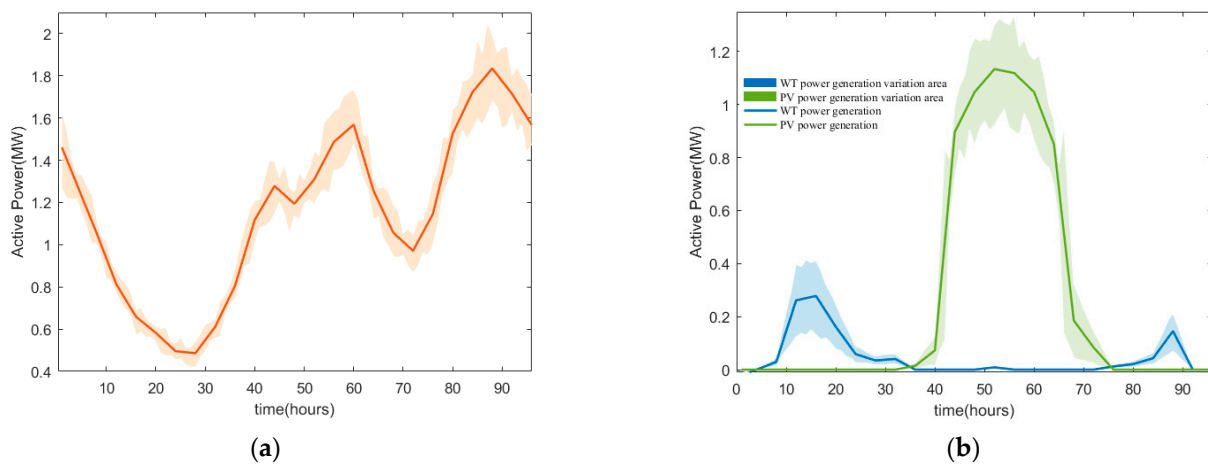 2
1.8
1.6
1.4
1.2
1
0.8
0.6
0.4
Active Power(MW)
10 20 30 40 50 60 70 80 90
time(hours)
(a)
1.2
1
0.8
0.6
0.4
0.2
0
Active Power(MW)
WT power generation variation area
PV power generation variation area
WT power generation
PV power generation
0 10 20 30 40 50 60 70 80 90
time(hours)
(b)